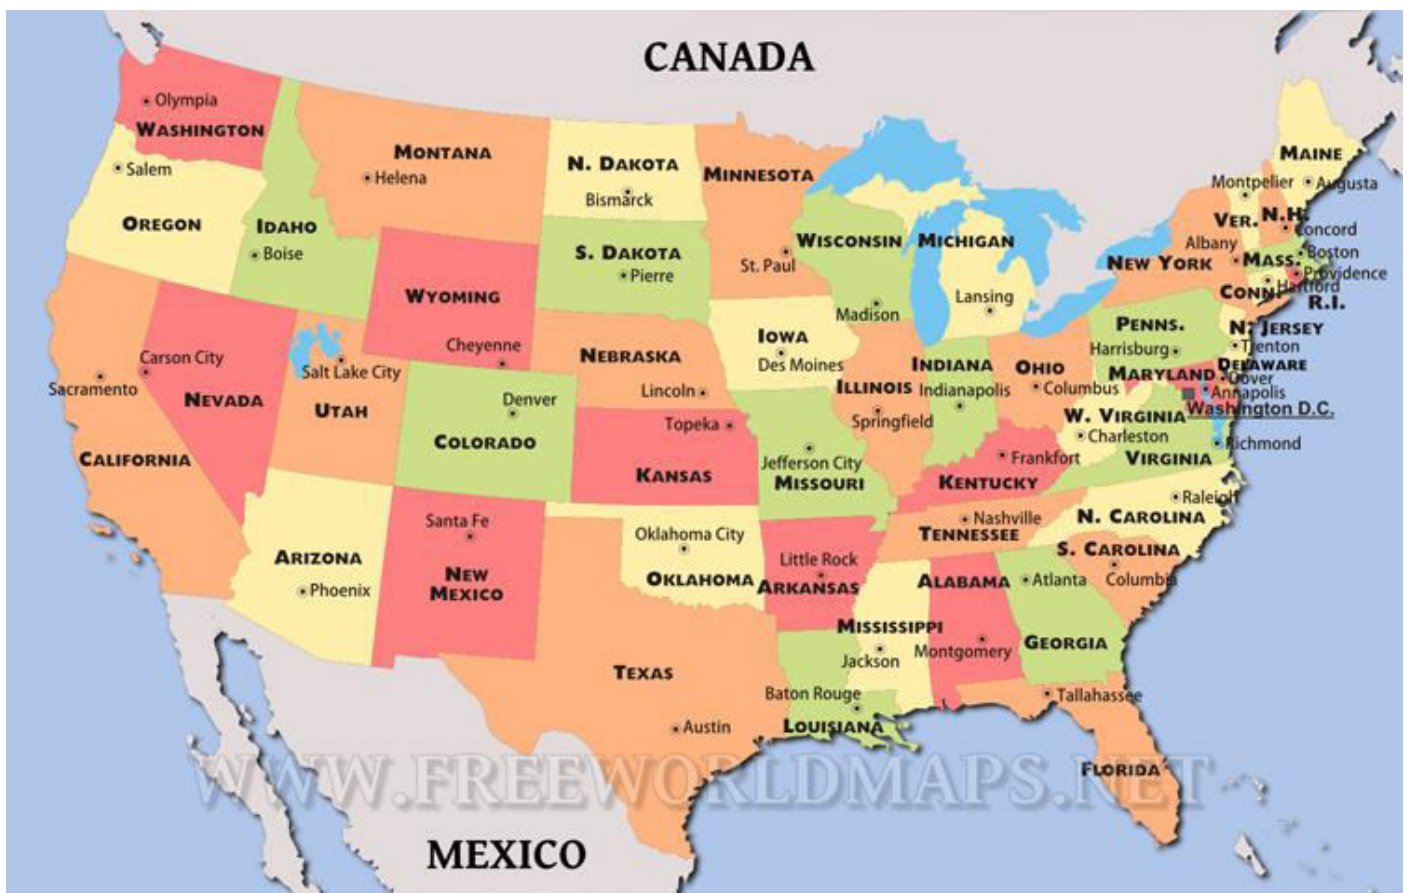 CANADA
Olympia
WASHINGTON
Salem
OREGON
MONTANA
Helena
IDAHO
Boise
N. DAKOTA
Bismarck
S. DAKOTA
Pierre
MINNESOTA
St. Paul
WISCONSIN
Madison
MICHIGAN
Lansing
MAINE
Augusta
Montpelier
VER.
N.H.
Concord
Albany
NEW YORK
MASS.
Boston
Providence
CONN.
Hartford
R.I.
WYOMING
Cheyenne
NEBRASKA
Lincoln
IOWA
Des Moines
ILLINOIS
Springfield
INDIANA
Indianapolis
OHIO
Columbus
PENNS.
Harrisburg
N. JERSEY
Trenton
MARYLAND
DELAWARE
Dover
Annapolis
Washington D.C.
W. VIRGINIA
Charleston
VIRGINIA
Richmond
Carson City
NEVADA
Sacramento
CALIFORNIA
Salt Lake City
UTAH
Denver
COLORADO
Topeka
KANSAS
Jefferson City
MISSOURI
Frankfort
KENTUCKY
Nashville
TENNESSEE
Raleigh
N. CAROLINA
S. CAROLINA
Columbia
ARIZONA
Phoenix
Santa Fe
NEW
MEXICO
Oklahoma City
OKLAHOMA
Little Rock
ARKANSAS
ALABAMA
Montgomery
Atlanta
GEORGIA
MISSISSIPPI
Jackson
TEXAS
Austin
Baton Rouge
LOUISIANA
Tallahassee
FLORIDA
WWW.FREEWORLDMAPS.NET
MEXICO